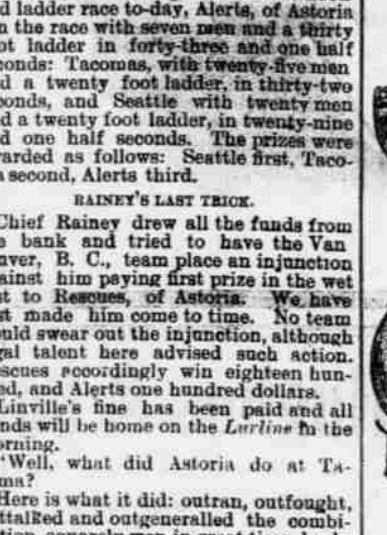 d ladder race to-day, Alerts, of Astoria
n the race with seven men and a thirty
ot ladder in forty-three and one half
conds: Tacomas, with twenty-five men
d a twenty foot ladder, in thirty-two
conds, and Seattle with twenty men
d a twenty foot ladder, in twenty-nine
d one half seconds. The prizes were
arded as follows: Seattle first, Taco-
a second, Alerts third.
RAINEY'S LAST TRICK.
Chief Rainey drew all the funds from
e bank and tried to have the Van
uver, B. C., team place an injunction
ainst him paying first prize in the wet
st to Rescues, of Astoria. We have
st made him come to time. No team
uld swear out the injunction, although
gal talent here advised such action.
scues accordingly win eighteen hun-
ed, and Alerts one hundred dollars.
Linville's fine has been paid and all
nds will be home on the Lurline in the
orning.
"Well, what did Astoria do at Ta-
ma?
Here is what it did: outran, outfought,
ttalked and outgeneralled the combi-